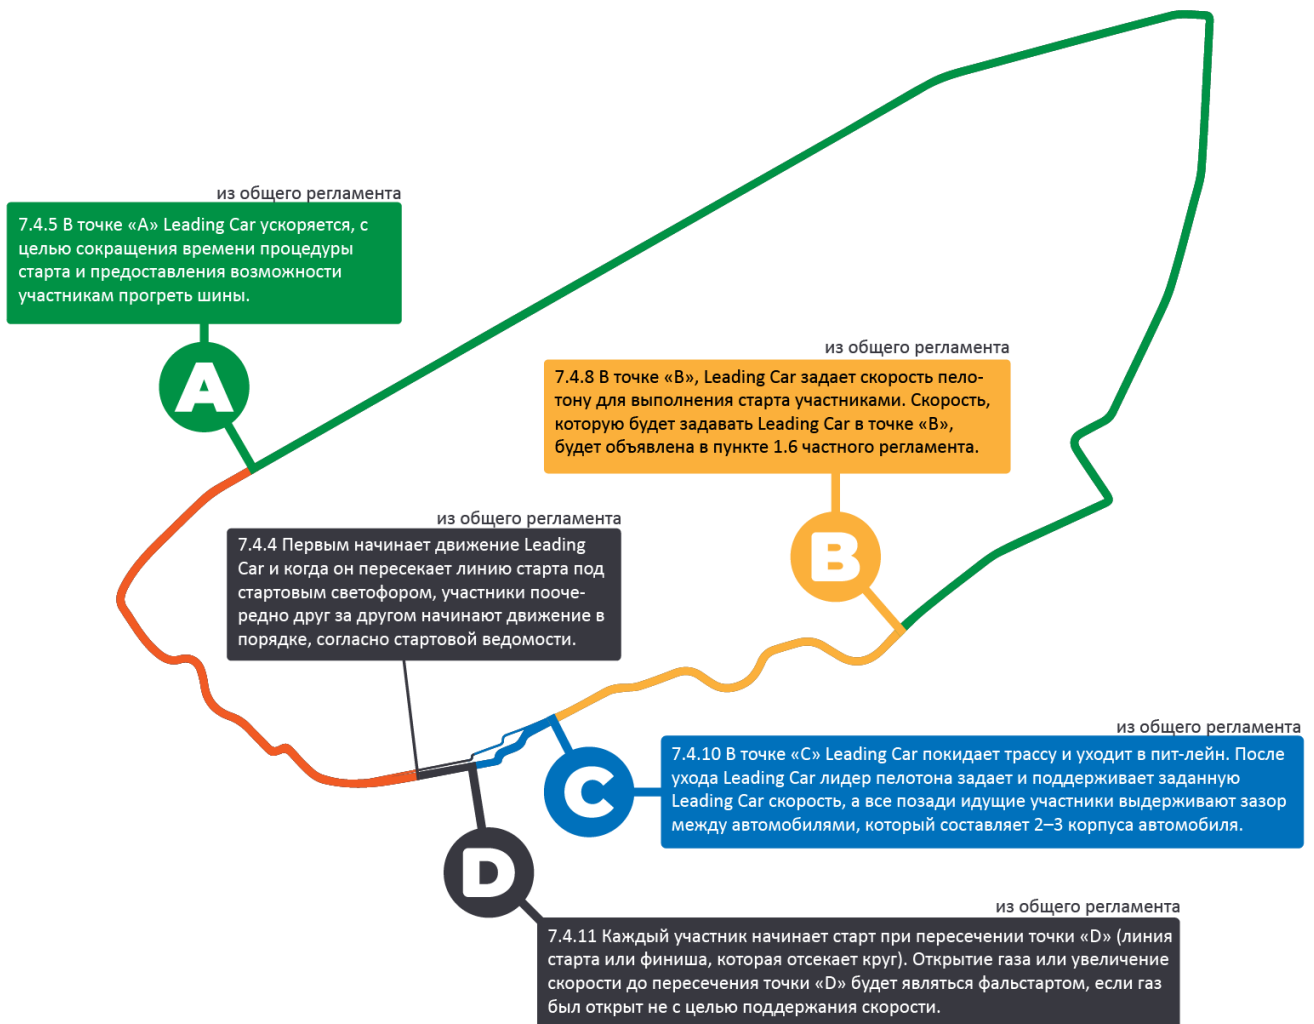 из общего регламента
7.4.5 В точке «А» Leading Car ускоряется, с
целью сокращения времени процедуры
старта и предоставления возможности
участникам прогреть шины.
A
из общего регламента
7.4.8 В точке «В», Leading Car задает скорость пело-
тону для выполнения старта участниками. Скорость,
которую будет задавать Leading Car в точке «В»,
будет объявлена в пункте 1.6 частного регламента.
B
из общего регламента
7.4.4 Первым начинает движение Leading
Car и когда он пересекает линию старта под
стартовым светофором, участники пооче-
редно друг за другом начинают движение в
порядке, согласно стартовой ведомости.
из общего регламента
7.4.10 В точке «С» Leading Car покидает трассу и уходит в пит-лейн. После
ухода Leading Car лидер пелотона задает и поддерживает заданную
Leading Car скорость, а все позади идущие участники выдерживают зазор
между автомобилями, который составляет 2–3 корпуса автомобиля.
C
D
из общего регламента
7.4.11 Каждый участник начинает старт при пересечении точки «D» (линия
старта или финиша, которая отсекает круг). Открытие газа или увеличение
скорости до пересечения точки «D» будет являться фальстартом, если газ
был открыт не с целью поддержания скорости.